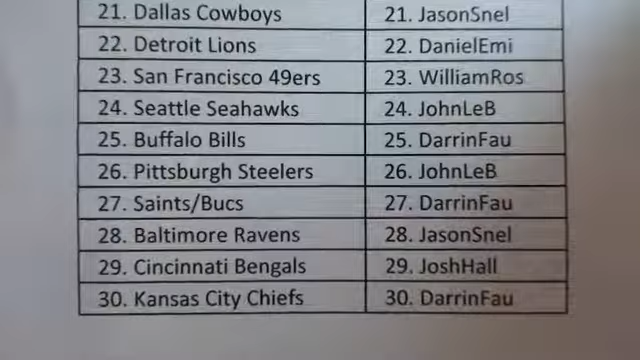 21. Dallas Cowboys 21. JasonSnel
22. Detroit Lions 22. DanielEmi
23. San Francisco 49ers 23. WilliamRos
24. Seattle Seahawks 24. JohnLeB
25. Buffalo Bills 25. DarrinFau
26. Pittsburgh Steelers 26. JohnLeB
27. Saints/Bucs 27. DarrinFau
28. Baltimore Ravens 28. JasonSnel
29. Cincinnati Bengals 29. JoshHall
30. Kansas City Chiefs 30. DarrinFau